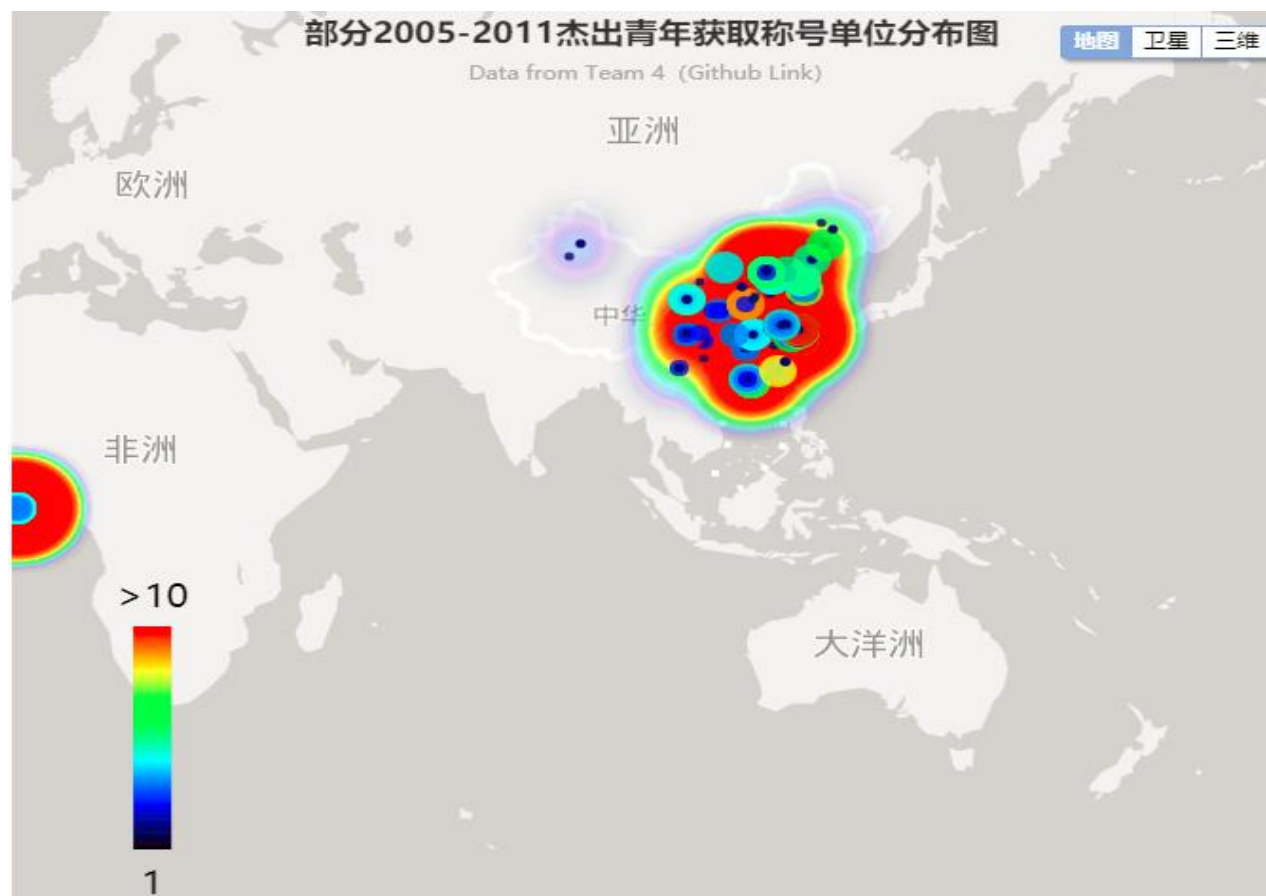 部分2005-2011杰出青年获取称号单位分布图
Data from Team 4 (Github Link)
地图 卫星 三维
亚洲
欧洲
中华
非洲
>10
大洋洲
1